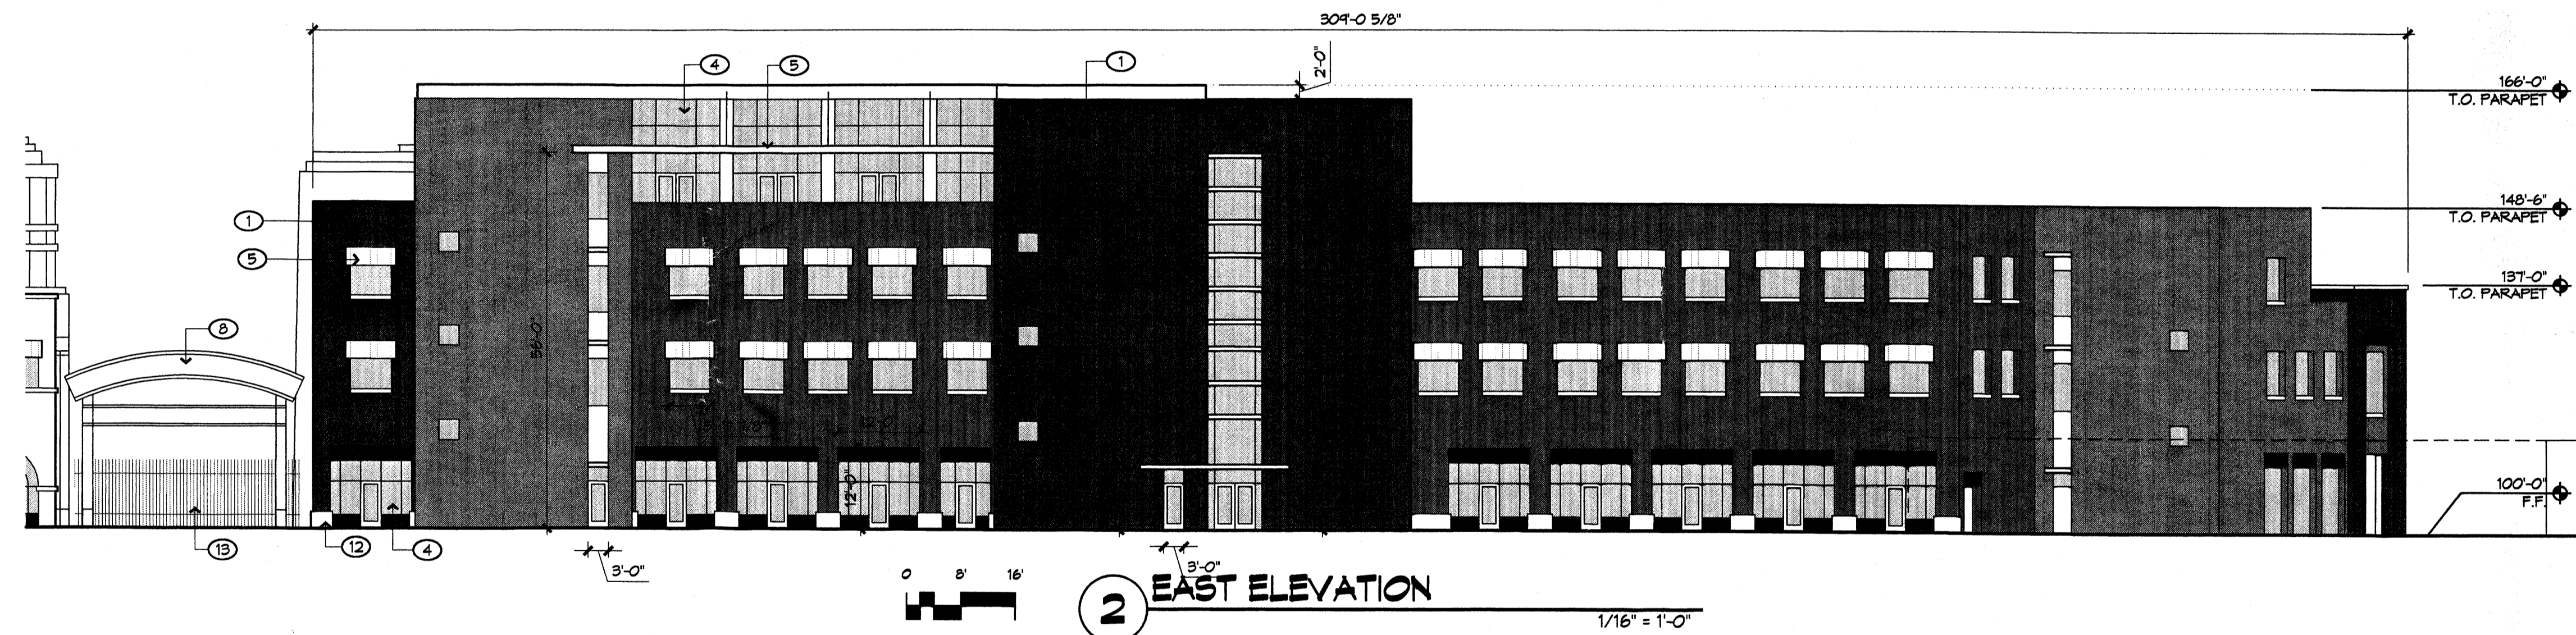 309'-0 5/8"
2'-0"
4
5
1
166'-0"
T.O. PARAPET
148'-6"
T.O. PARAPET
1
5
137'-0"
T.O. PARAPET
8
56'-0"
12'-0"
12'-0"
100'-0"
F.F.
13
12
4
3'-0"
3'-0"
0 8' 16'
2 EAST ELEVATION
1/16" = 1'-0"